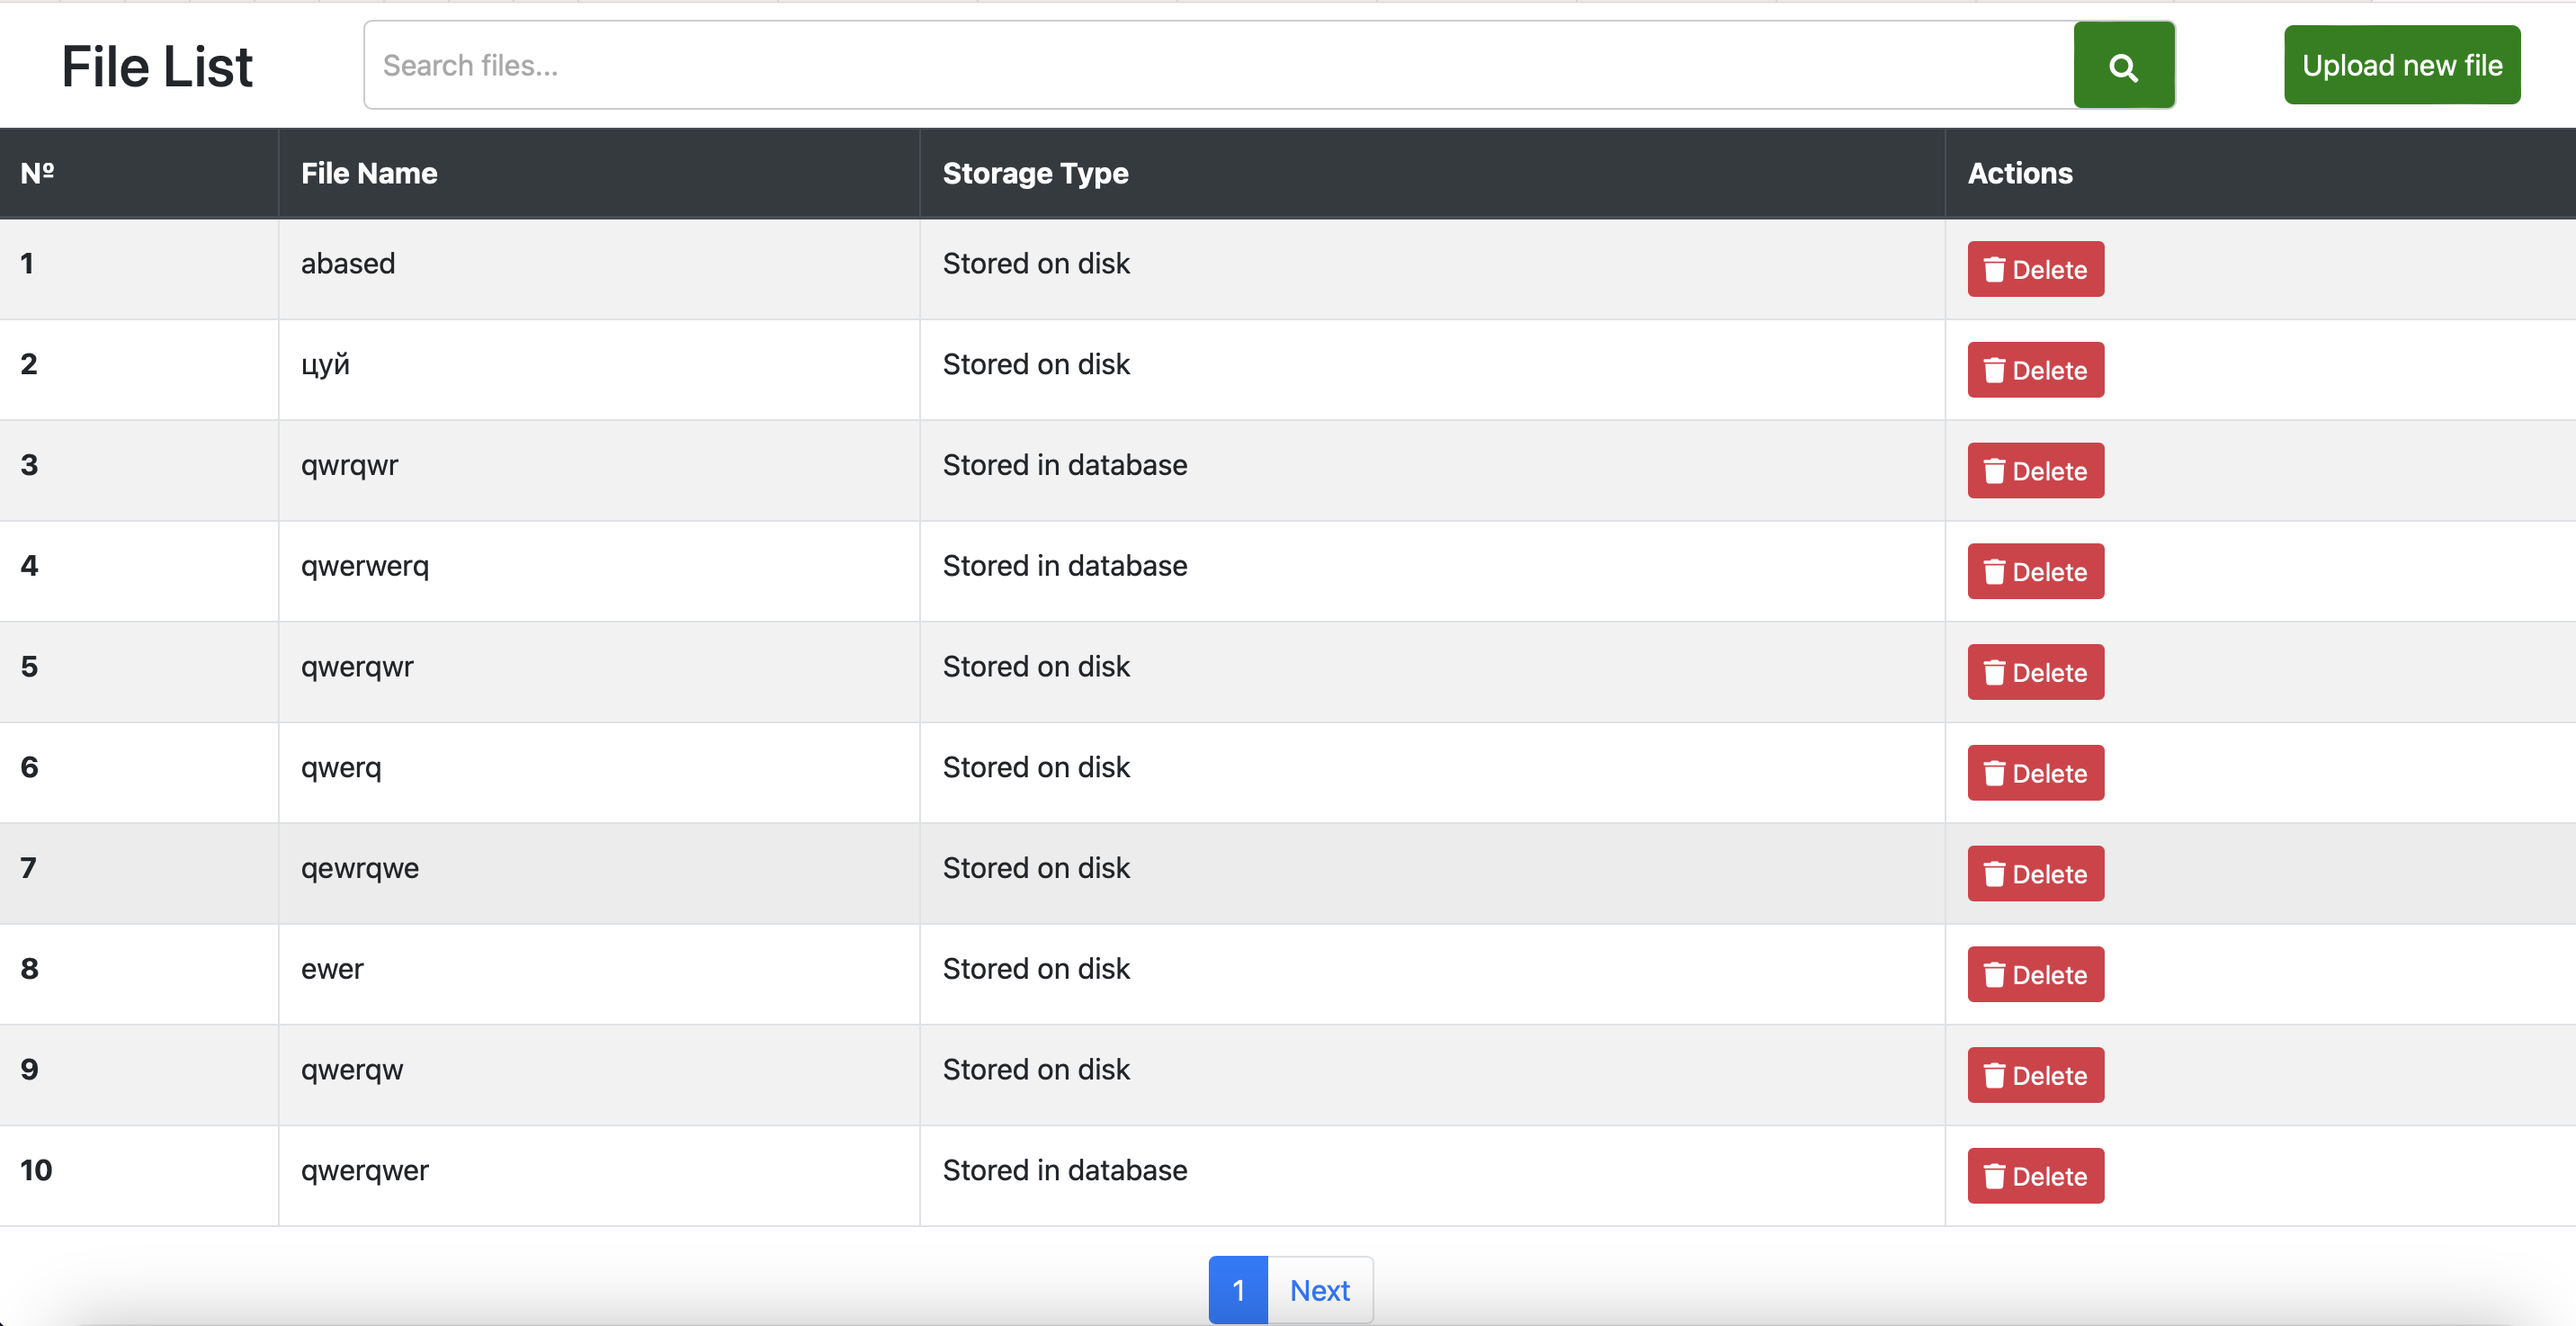 File List Search files... Upload new file
Nº File Name Storage Type Actions
1 abased Stored on disk Delete
2 цуй Stored on disk Delete
3 qwrqwr Stored in database Delete
4 qwerwerq Stored in database Delete
5 qwerqwr Stored on disk Delete
6 qwerq Stored on disk Delete
7 qewrqwe Stored on disk Delete
8 ewer Stored on disk Delete
9 qwerqw Stored on disk Delete
10 qwerqwer Stored in database Delete
1 Next